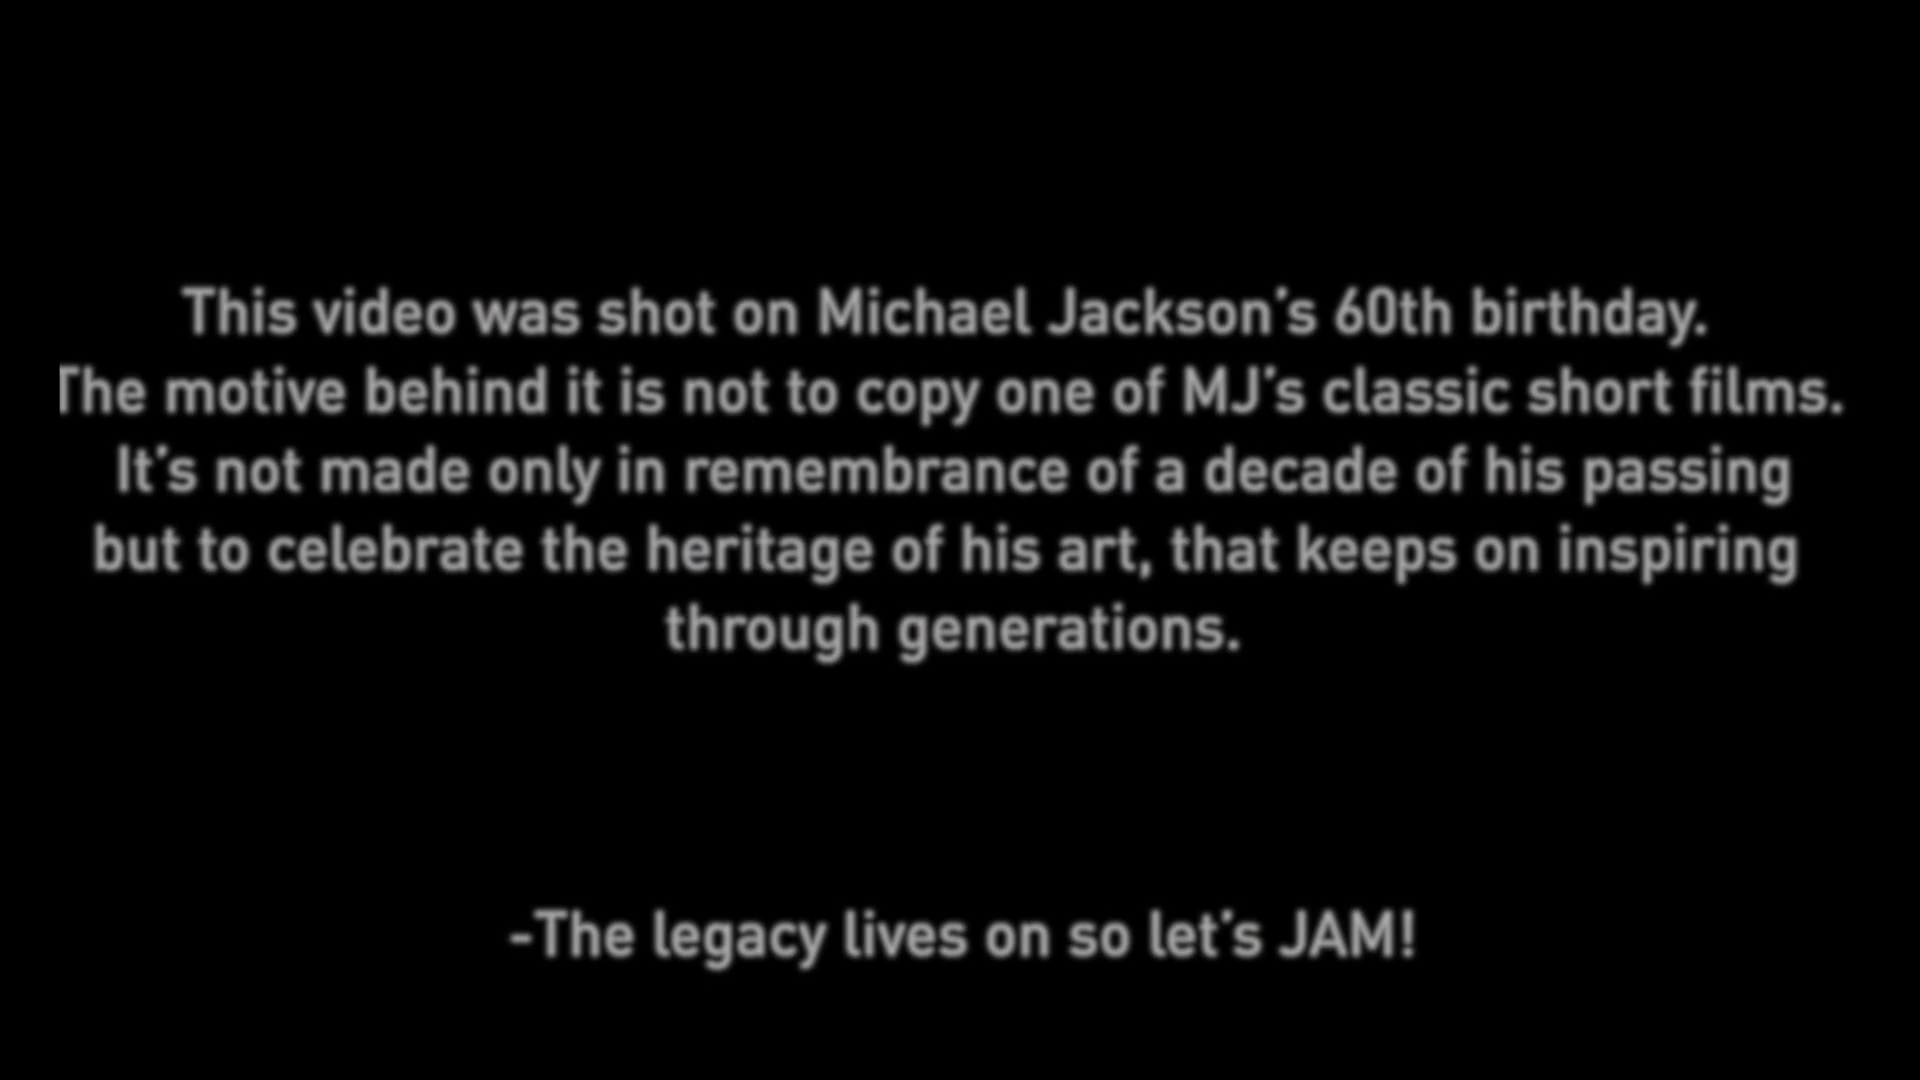 This video was shot on Michael Jackson’s 60th birthday.
The motive behind it is not to copy one of MJ’s classic short films.
It’s not made only in remembrance of a decade of his passing
but to celebrate the heritage of his art, that keeps on inspiring
through generations.
-The legacy lives on so let’s JAM!